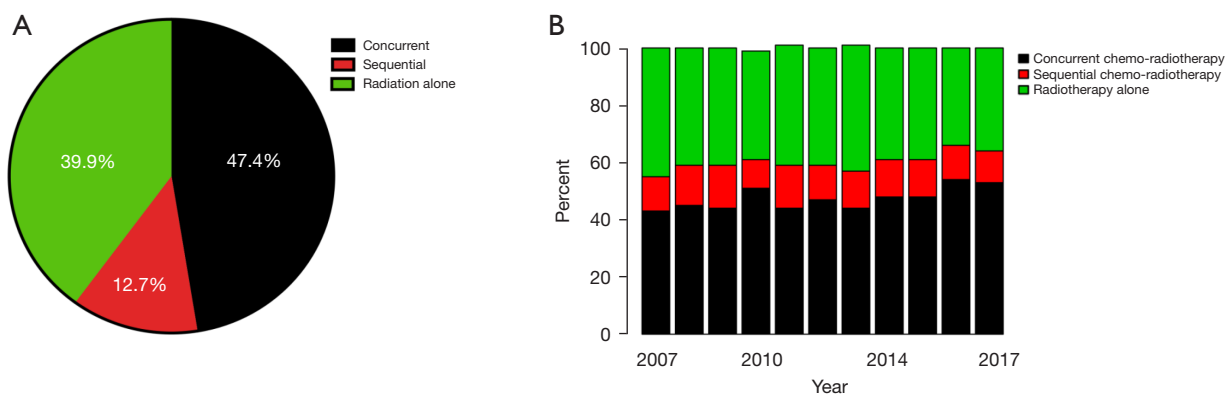 A
Concurrent
Sequential
Radiation alone
39.9%
47.4%
12.7%
B
Concurrent chemo-radiotherapy
Sequential chemo-radiotherapy
Radiotherapy alone
Percent
100
80
60
40
20
0
2007 2010 2014 2017
Year